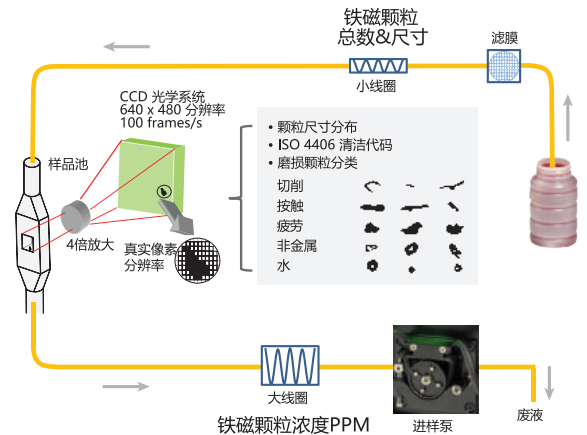 铁磁颗粒
总数&尺寸
滤膜
小线圈
CCD 光学系统
640 x 480 分辨率
100 frames/s
样品池
4倍放大
真实像素
分辨率
• 颗粒尺寸分布
• ISO 4406 清洁代码
• 磨损颗粒分类
切削
按触
疲劳
非金属
水
大线圈
铁磁颗粒浓度PPM
进样泵
废液